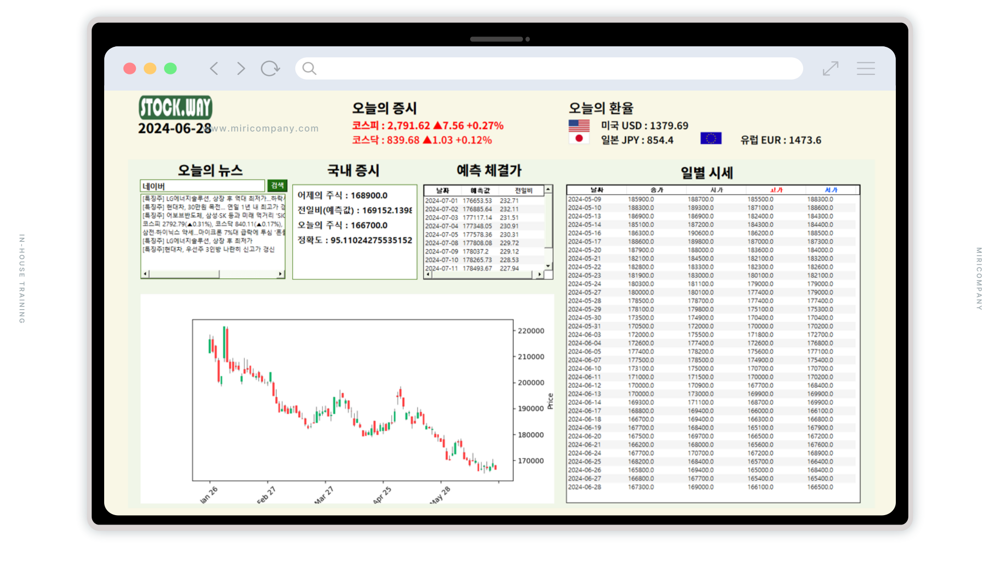 STOCK.WAY
2024-06-28
www.miricompany.com
오늘의 증시
코스피 : 2,791.62 ▲7.56 +0.27%
코스닥 : 839.68 ▲1.03 +0.12%
오늘의 환율
미국 USD : 1379.69
일본 JPY : 854.4
유럽 EUR : 1473.6
IN-HOUSE TRAINING
MIRICOMPANY
오늘의 뉴스
네이버
검색
[특징주] LG에너지솔루션, 상장 후 역대 최저가...하락
[특징주] 현대차, 30만원 목전... 연일 1년 내 최고가 경
[특징주] 어보브반도체, 삼성·SK 등과 미래 먹거리 'SiC
코스피 2792.79(▲0.31%), 코스닥 840.11(▲0.17%),
삼전·하이닉스 약세...마이크론 7%대 급락에 투심 '흔들
[특징주] LG에너지솔루션, 상장 후 최저가
[특징주]현대차, 우선주 3인방 나란히 신고가 경신
국내 증시
어제의 주식 : 168900.0
전일비(예측값) : 169152.1398
오늘의 주식 : 166700.0
정확도 : 95.11024275535152
예측 체결가
날짜 예측값 전일비
2024-07-01 176653.53 232.71
2024-07-02 176885.64 232.11
2024-07-03 177117.14 231.51
2024-07-04 177348.05 230.91
2024-07-05 177578.36 230.31
2024-07-08 177808.08 229.72
2024-07-09 178037.2 229.12
2024-07-10 178265.73 228.53
2024-07-11 178493.67 227.94
일별 시세
날짜 종가 시가 고가 저가
2024-05-09 185900.0 188700.0 185500.0 188300.0
2024-05-10 188300.0 189300.0 187100.0 188600.0
2024-05-13 186900.0 186900.0 182400.0 184300.0
2024-05-14 185100.0 187200.0 184300.0 184400.0
2024-05-16 186300.0 190600.0 186200.0 188500.0
2024-05-17 188600.0 189800.0 187000.0 187300.0
2024-05-20 187900.0 188000.0 183600.0 184000.0
2024-05-21 182100.0 184500.0 182100.0 183200.0
2024-05-22 182800.0 183300.0 182300.0 182600.0
2024-05-23 181900.0 183000.0 180100.0 182100.0
2024-05-24 180300.0 181100.0 179000.0 179000.0
2024-05-27 180000.0 180100.0 177400.0 179000.0
2024-05-28 178500.0 178700.0 177400.0 177400.0
2024-05-29 178100.0 179800.0 175100.0 175300.0
2024-05-30 173500.0 174900.0 170400.0 170400.0
2024-05-31 170500.0 172000.0 170000.0 170200.0
2024-06-03 172000.0 175500.0 171800.0 172700.0
2024-06-04 172600.0 177400.0 172600.0 176800.0
2024-06-05 177400.0 178200.0 175600.0 177100.0
2024-06-07 177500.0 178500.0 174900.0 175400.0
2024-06-10 173100.0 175000.0 170700.0 170700.0
2024-06-11 171000.0 171500.0 170000.0 170200.0
2024-06-12 170000.0 170900.0 167700.0 168400.0
2024-06-13 170000.0 173000.0 169900.0 169900.0
2024-06-14 169300.0 171100.0 168700.0 169900.0
2024-06-17 168800.0 169400.0 166000.0 166100.0
2024-06-18 166700.0 169400.0 166300.0 166800.0
2024-06-19 167700.0 168400.0 165100.0 167900.0
2024-06-20 167500.0 169700.0 166500.0 167200.0
2024-06-21 166200.0 168000.0 165600.0 167600.0
2024-06-24 167700.0 170700.0 167200.0 168900.0
2024-06-25 168200.0 168400.0 165700.0 166400.0
2024-06-26 165800.0 169400.0 165000.0 168400.0
2024-06-27 166800.0 167700.0 165400.0 165400.0
2024-06-28 167300.0 169000.0 166100.0 166500.0
220000
210000
200000
190000
180000
170000
Price
Jan 26
Feb 27
Mar 27
Apr 25
May 28